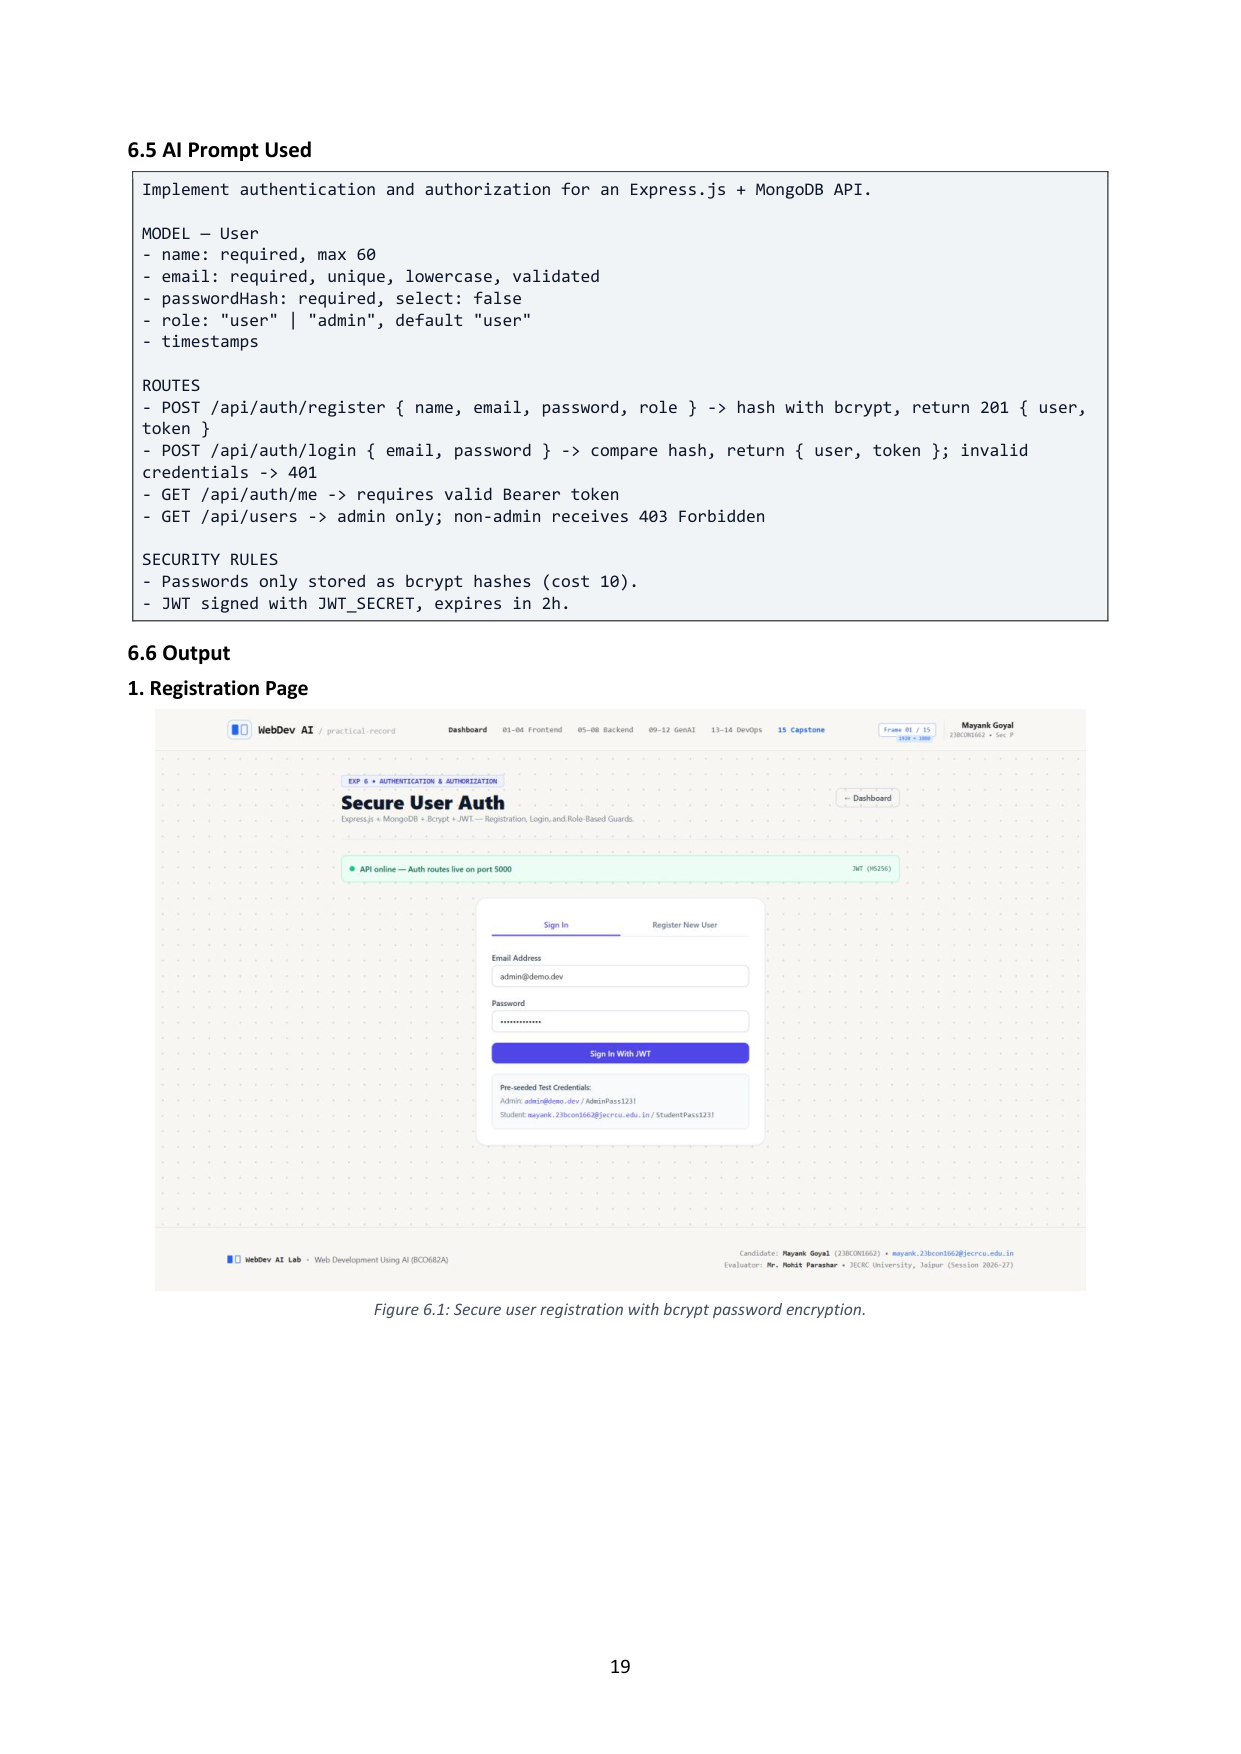 6.5 AI Prompt Used
Implement authentication and authorization for an Express.js + MongoDB API.
MODEL — User
- name: required, max 60
- email: required, unique, lowercase, validated
- passwordHash: required, select: false
- role: "user" | "admin", default "user"
- timestamps
ROUTES
- POST /api/auth/register { name, email, password, role } -> hash with bcrypt, return 201 { user,
token }
- POST /api/auth/login { email, password } -> compare hash, return { user, token }; invalid
credentials -> 401
- GET /api/auth/me -> requires valid Bearer token
- GET /api/users -> admin only; non-admin receives 403 Forbidden
SECURITY RULES
- Passwords only stored as bcrypt hashes (cost 10).
- JWT signed with JWT_SECRET, expires in 2h.
6.6 Output
1. Registration Page
WebDev AI / practical-record Dashboard 01-04 Frontend 05-08 Backend 09-12 GenAI 13-14 DevOps 15 Capstone Frame 01 / 15 Mayank Goyal
1920 × 1080 23BCON1662 • Sec P
EXP 6 • AUTHENTICATION & AUTHORIZATION
Secure User Auth ← Dashboard
Express.js + MongoDB + Bcrypt + JWT — Registration, Login, and Role-Based Guards.
API online — Auth routes live on port 5000 JWT (HS256)
Sign In Register New User
Email Address
admin@demo.dev
Password
•••••••••••••
Sign In With JWT
Pre-seeded Test Credentials:
Admin: admin@demo.dev / AdminPass123!
Student: mayank.23bcon1662@jecrcu.edu.in / StudentPass123!
WebDev AI Lab - Web Development Using AI (BCO682A) Candidate: Mayank Goyal (23BCON1662) • mayank.23bcon1662@jecrcu.edu.in
Evaluator: Mr. Mohit Parashar • JECRC University, Jaipur (Session 2026-27)
Figure 6.1: Secure user registration with bcrypt password encryption.
19